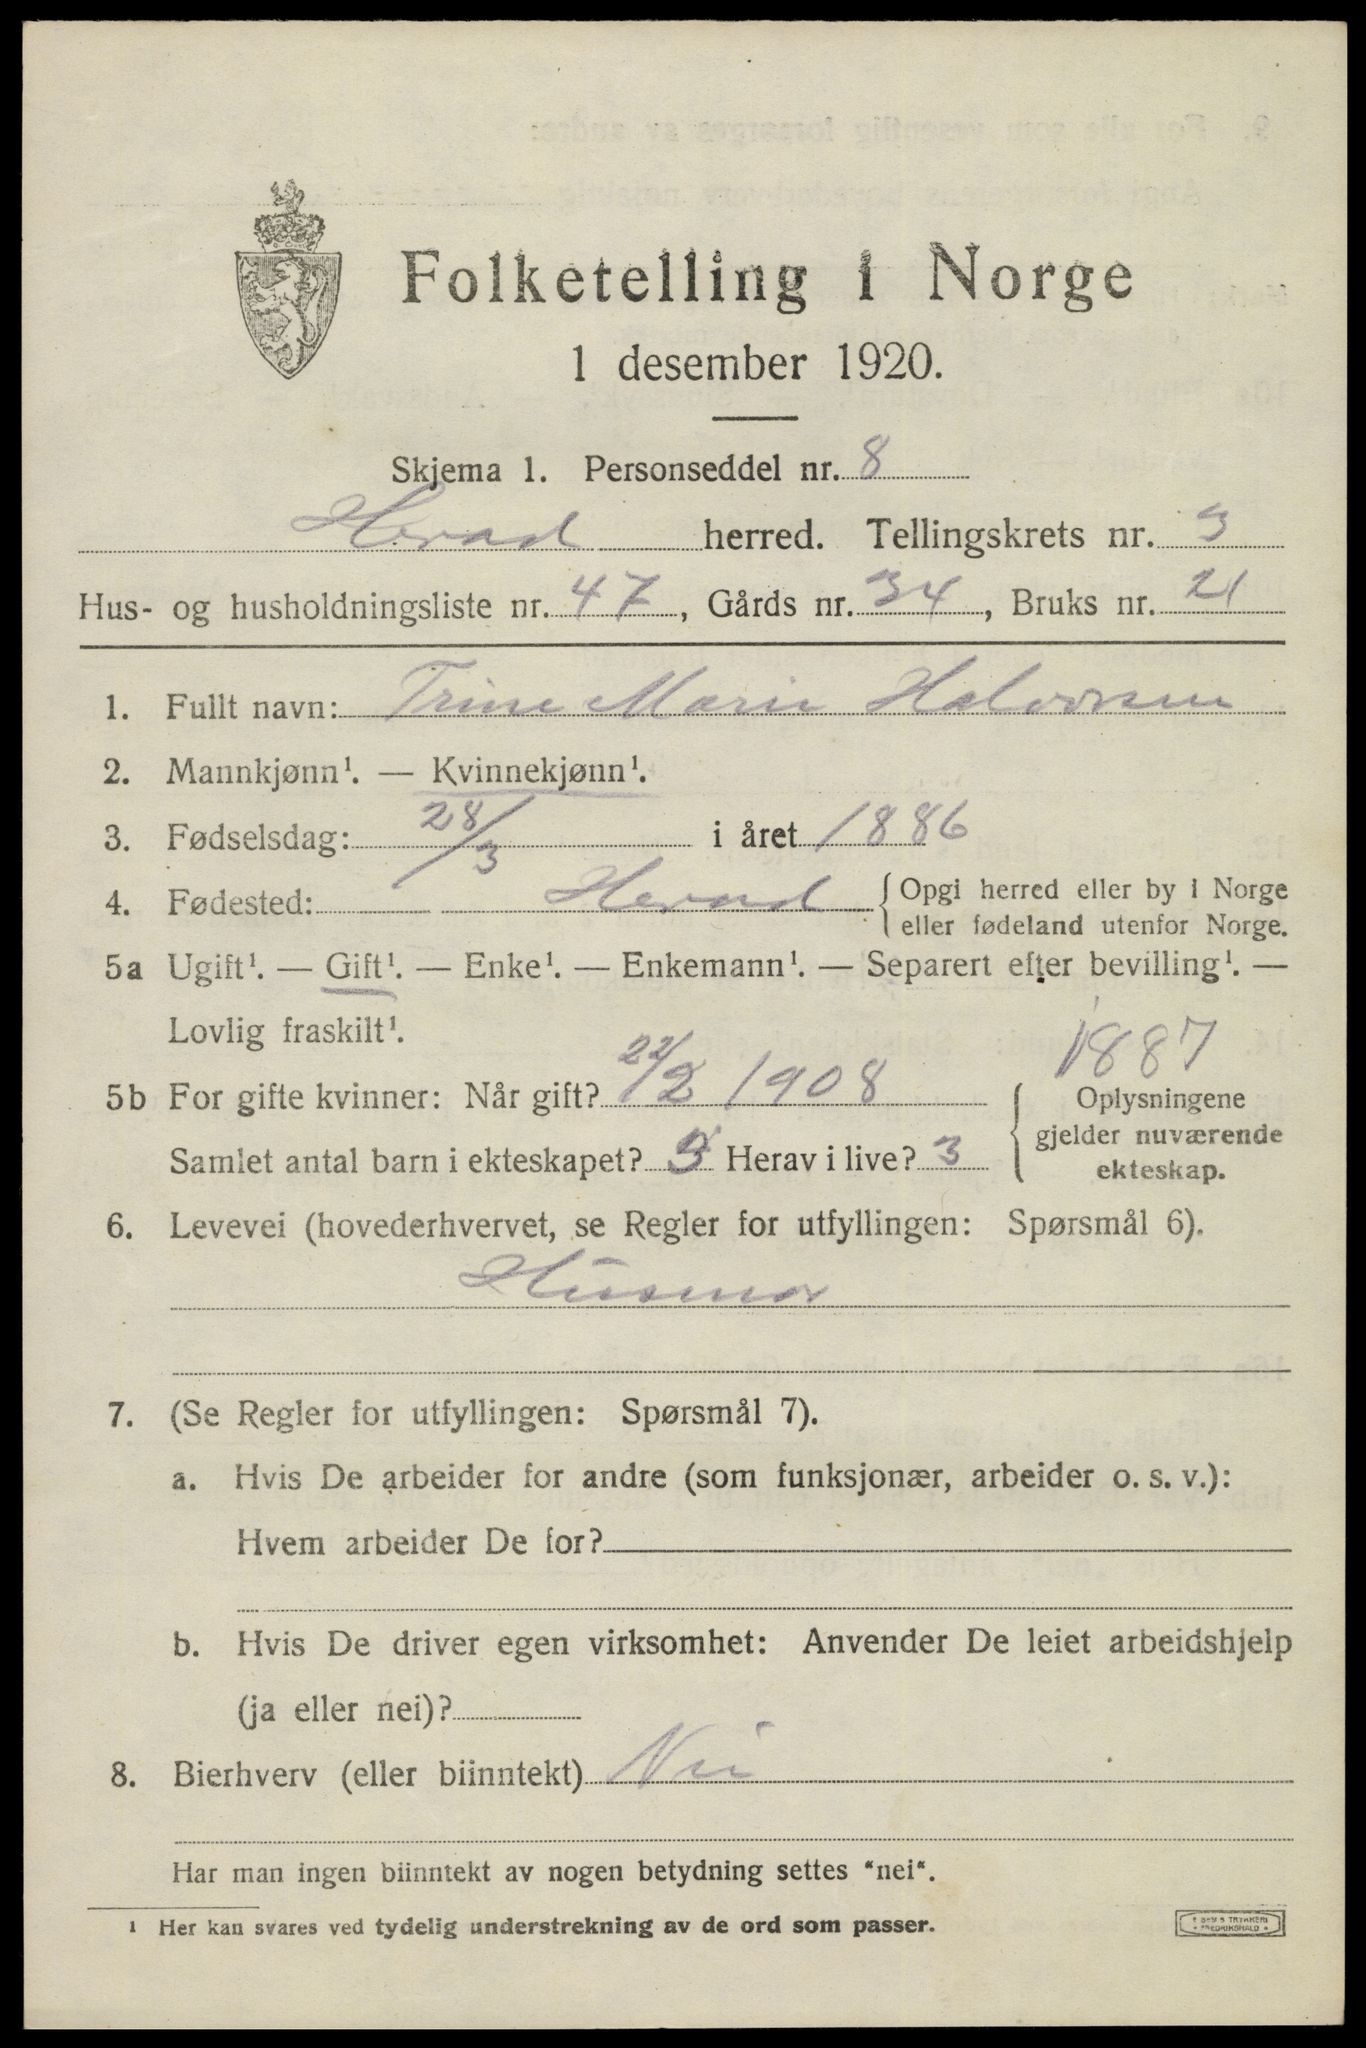 Folketelling i Norge
1 desember 1920.
Skjema 1. Personseddel nr. 8
Herad herred. Tellingskrets nr. 3
Hus- og husholdningsliste nr. 47, Gårds nr. 34, Bruks nr. 21
1. Fullt navn: Trine Marie Halvorsen
2. Mannkjønn¹. — Kvinnekjønn¹.
3. Fødselsdag: 28/3 i året 1886
4. Fødested: Herad { Opgi herred eller by i Norge
eller fødeland utenfor Norge.
5a Ugift¹. — Gift¹. — Enke¹. — Enkemann¹. — Separert efter bevilling¹. —
Lovlig fraskilt¹.
1887
5b For gifte kvinner: Når gift? 22/2 1908
Samlet antal barn i ekteskapet? 3 Herav i live? 3
Oplysningene
gjelder nuværende
ekteskap.
6. Levevei (hovederhvervet, se Regler for utfyllingen: Spørsmål 6).
Husmor
7. (Se Regler for utfyllingen: Spørsmål 7).
a. Hvis De arbeider for andre (som funksjonær, arbeider o. s. v.):
Hvem arbeider De for?
b. Hvis De driver egen virksomhet: Anvender De leiet arbeidshjelp
(ja eller nei)?
8. Bierhverv (eller biinntekt) Nei
Har man ingen biinntekt av nogen betydning settes "nei".
¹ Her kan svares ved tydelig understrekning av de ord som passer.